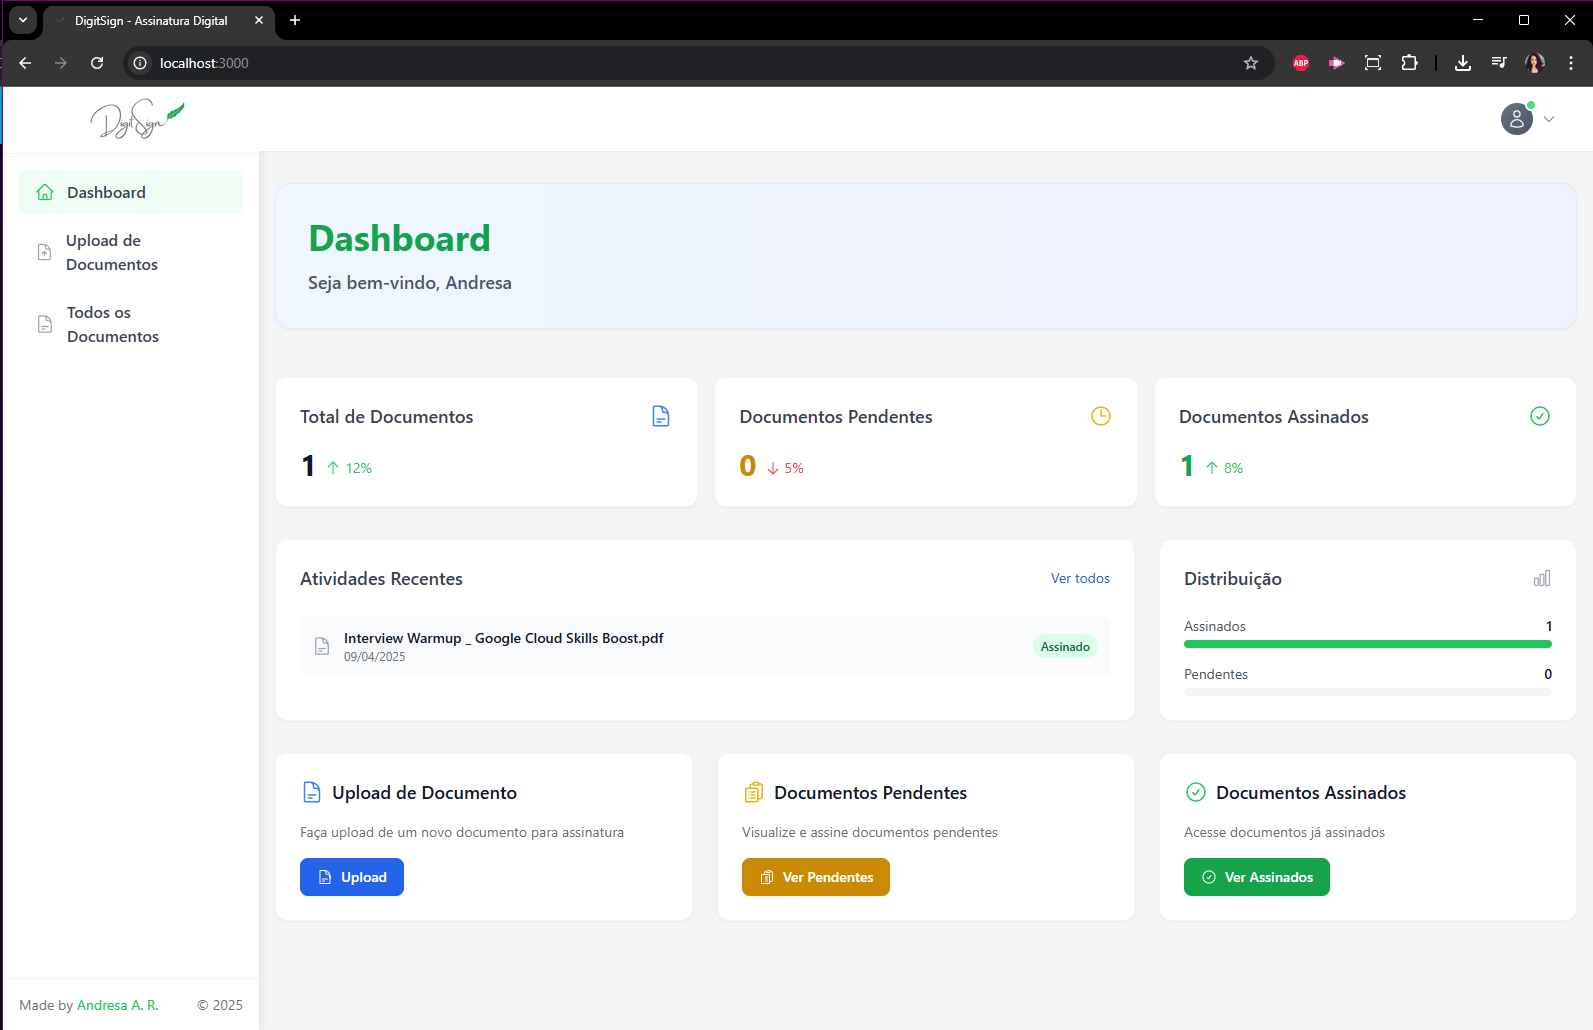 DigitSign - Assinatura Digital
localhost:3000
ABP
DigitSign
Dashboard
Upload de
Documentos
Todos os
Documentos
Dashboard
Seja bem-vindo, Andresa
Total de Documentos
1 ↑ 12%
Documentos Pendentes
0 ↓ 5%
Documentos Assinados
1 ↑ 8%
Atividades Recentes
Ver todos
Interview Warmup _ Google Cloud Skills Boost.pdf
09/04/2025
Assinado
Distribuição
Assinados 1
Pendentes 0
Upload de Documento
Faça upload de um novo documento para assinatura
Upload
Documentos Pendentes
Visualize e assine documentos pendentes
Ver Pendentes
Documentos Assinados
Acesse documentos já assinados
Ver Assinados
Made by Andresa A. R. © 2025